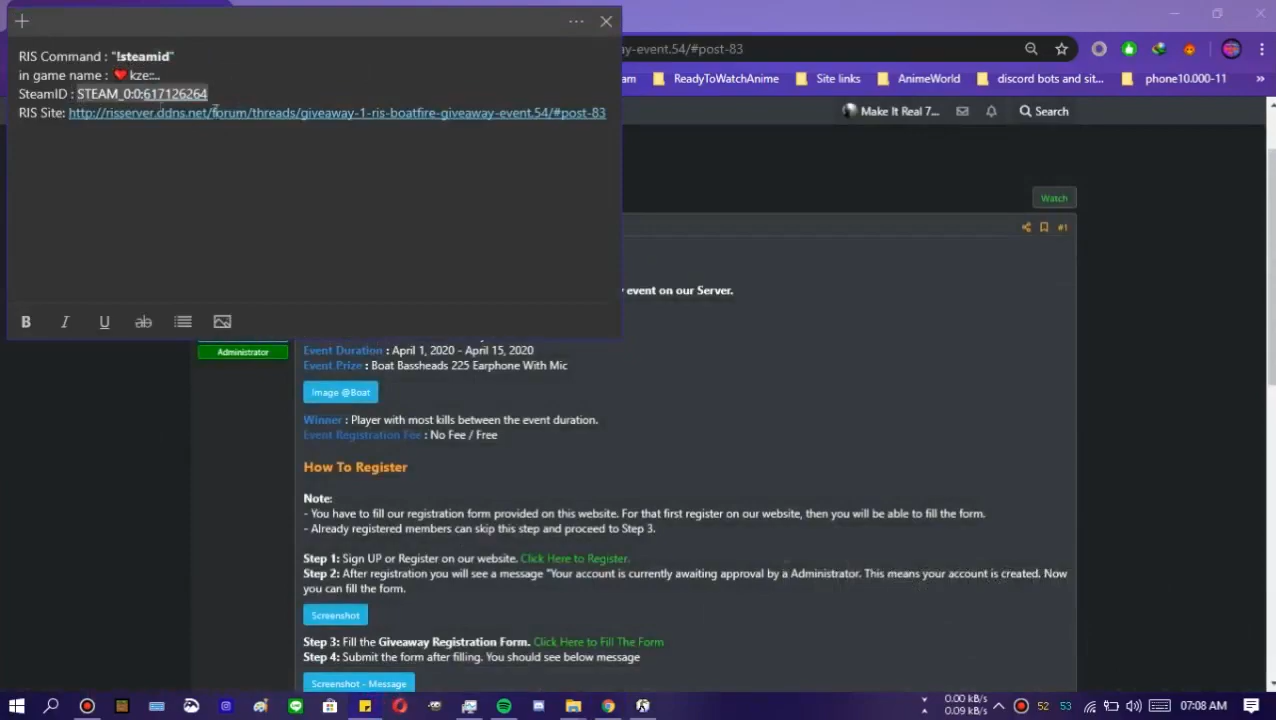 RIS Command : "!steamid"
in game name : ❤ kze::..
SteamID : STEAM_0:0:617126264
RIS Site: http://risserver.ddns.net/forum/threads/giveaway-1-ris-boatfire-giveaway-event.54/#post-83
ay-event.54/#post-83
am
ReadyToWatchAnime
Site links
AnimeWorld
discord bots and sit...
phone10.000-11
»
Make It Real 7...
Search
Watch
#1
event on our Server.
Administrator
Event Duration : April 1, 2020 - April 15, 2020
Event Prize : Boat Bassheads 225 Earphone With Mic
Image @Boat
Winner : Player with most kills between the event duration.
Event Registration Fee : No Fee / Free
How To Register
Note:
- You have to fill our registration form provided on this website. For that first register on our website, then you will be able to fill the form.
- Already registered members can skip this step and proceed to Step 3.
Step 1: Sign UP or Register on our website. Click Here to Register.
Step 2: After registration you will see a message "Your account is currently awaiting approval by a Administrator. This means your account is created. Now
you can fill the form.
Screenshot
Step 3: Fill the Giveaway Registration Form. Click Here to Fill The Form
Step 4: Submit the form after filling. You should see below message
Screenshot - Message
B I U ab
0.00 kB/s
0.09 kB/s
52 53
07:08 AM